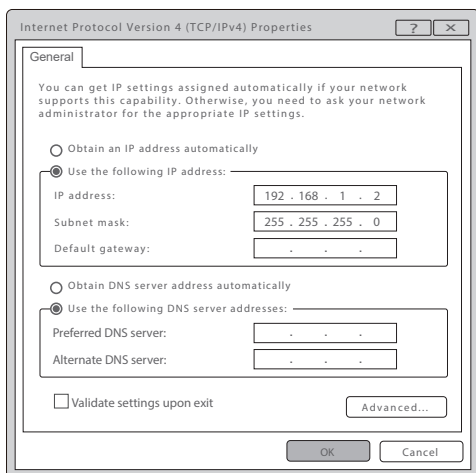 Internet Protocol Version 4 (TCP/IPv4) Properties ? ×
General
You can get IP settings assigned automatically if your network
supports this capability. Otherwise, you need to ask your network
administrator for the appropriate IP settings.
Obtain an IP address automatically
Use the following IP address:
IP address: 192 . 168 . 1 . 2
Subnet mask: 255 . 255 . 255 . 0
Default gateway: . . .
Obtain DNS server address automatically
Use the following DNS server addresses:
Preferred DNS server: . . .
Alternate DNS server: . . .
Validate settings upon exit
Advanced...
OK Cancel